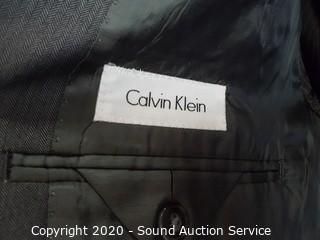 Calvin Klein
Copyright 2020 - Sound Auction Service